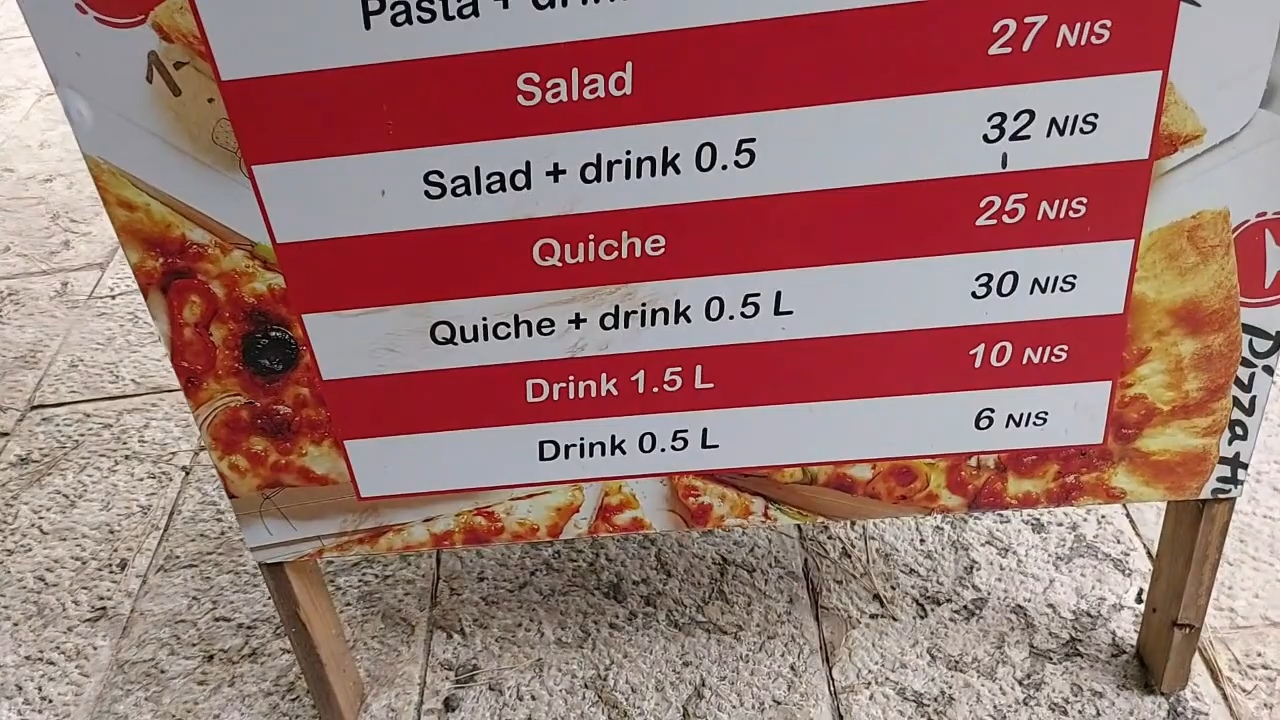 Pasta + drink
Salad 27 NIS
Salad + drink 0.5 32 NIS
Quiche 25 NIS
Quiche + drink 0.5 L 30 NIS
Drink 1.5 L 10 NIS
Drink 0.5 L 6 NIS
Pizza H